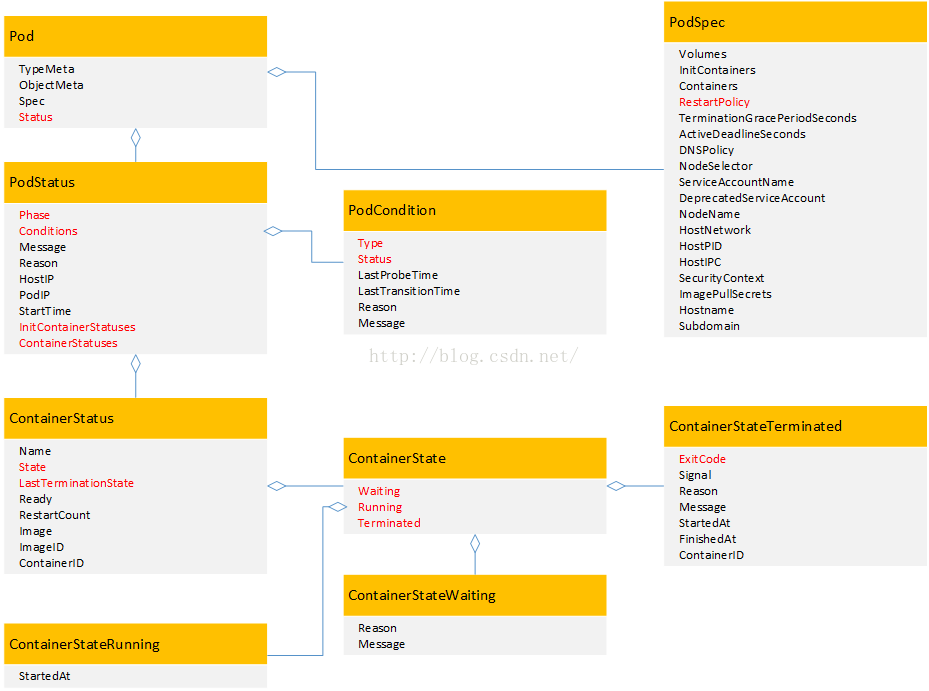 Pod
TypeMeta
ObjectMeta
Spec
Status
PodSpec
Volumes
InitContainers
Containers
RestartPolicy
TerminationGracePeriodSeconds
ActiveDeadlineSeconds
DNSPolicy
NodeSelector
ServiceAccountName
DeprecatedServiceAccount
NodeName
HostNetwork
HostPID
HostIPC
SecurityContext
ImagePullSecrets
Hostname
Subdomain
PodStatus
Phase
Conditions
Message
Reason
HostIP
PodIP
StartTime
InitContainerStatuses
ContainerStatuses
PodCondition
Type
Status
LastProbeTime
LastTransitionTime
Reason
Message
http://blog.csdn.net/
ContainerStatus
Name
State
LastTerminationState
Ready
RestartCount
Image
ImageID
ContainerID
ContainerState
Waiting
Running
Terminated
ContainerStateTerminated
ExitCode
Signal
Reason
Message
StartedAt
FinishedAt
ContainerID
ContainerStateWaiting
Reason
Message
ContainerStateRunning
StartedAt